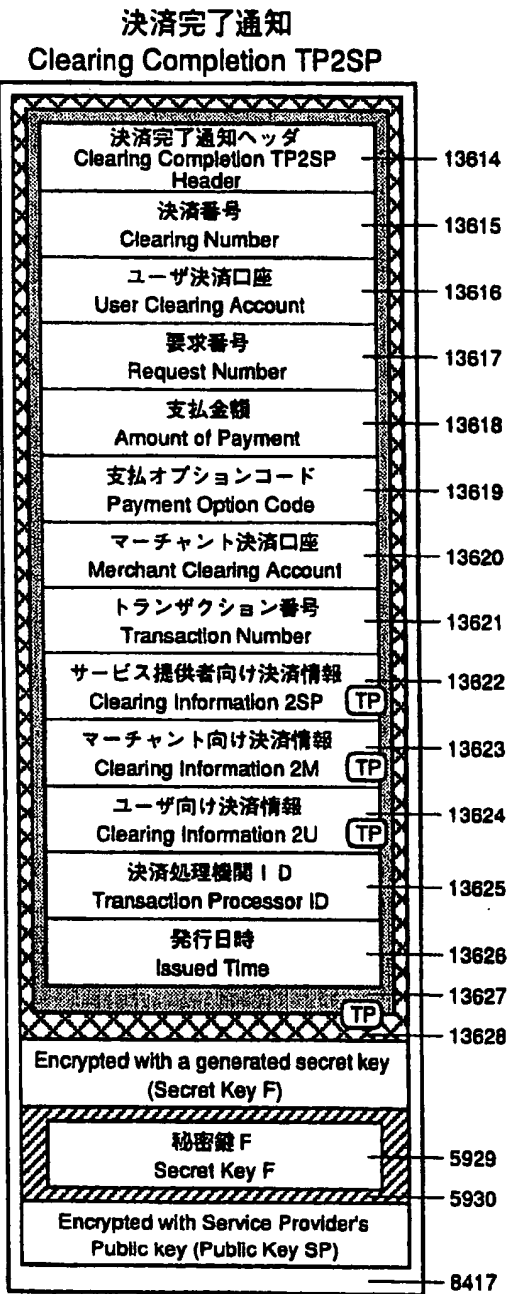 決済完了通知
Clearing Completion TP2SP
決済完了通知ヘッダ
Clearing Completion TP2SP
Header
13614
決済番号
Clearing Number
13615
ユーザ決済口座
User Clearing Account
13616
要求番号
Request Number
13617
支払金額
Amount of Payment
13618
支払オプションコード
Payment Option Code
13619
マーチャント決済口座
Merchant Clearing Account
13620
トランザクション番号
Transaction Number
13621
サービス提供者向け決済情報
Clearing Information 2SP
TP
13622
マーチャント向け決済情報
Clearing Information 2M
TP
13623
ユーザ向け決済情報
Clearing Information 2U
TP
13624
決済処理機関ID
Transaction Processor ID
13625
発行日時
Issued Time
13626
13627
TP
13628
Encrypted with a generated secret key
(Secret Key F)
秘密鍵F
Secret Key F
5929
5930
Encrypted with Service Provider's
Public key (Public Key SP)
8417